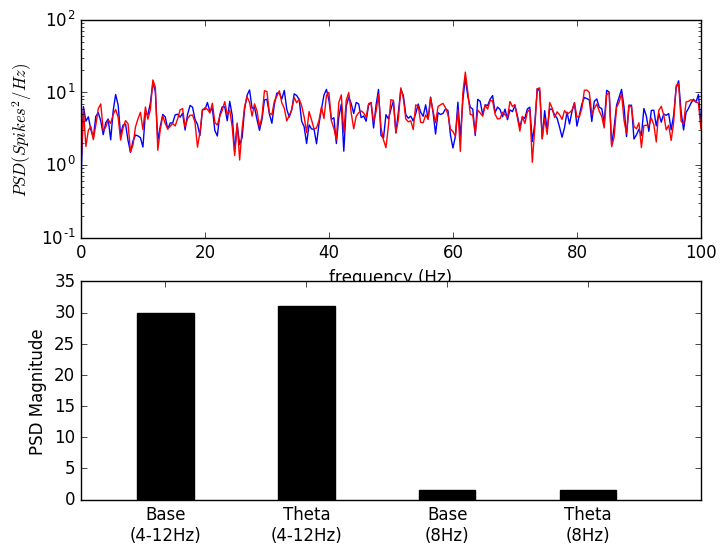 10^2
10^1
10^0
10^-1
PSD(Spikes^2/Hz)
0 20 40 60 80 100
frequency (Hz)
35
30
25
20
15
10
5
0
PSD Magnitude
Base Theta Base Theta
(4-12Hz) (4-12Hz) (8Hz) (8Hz)